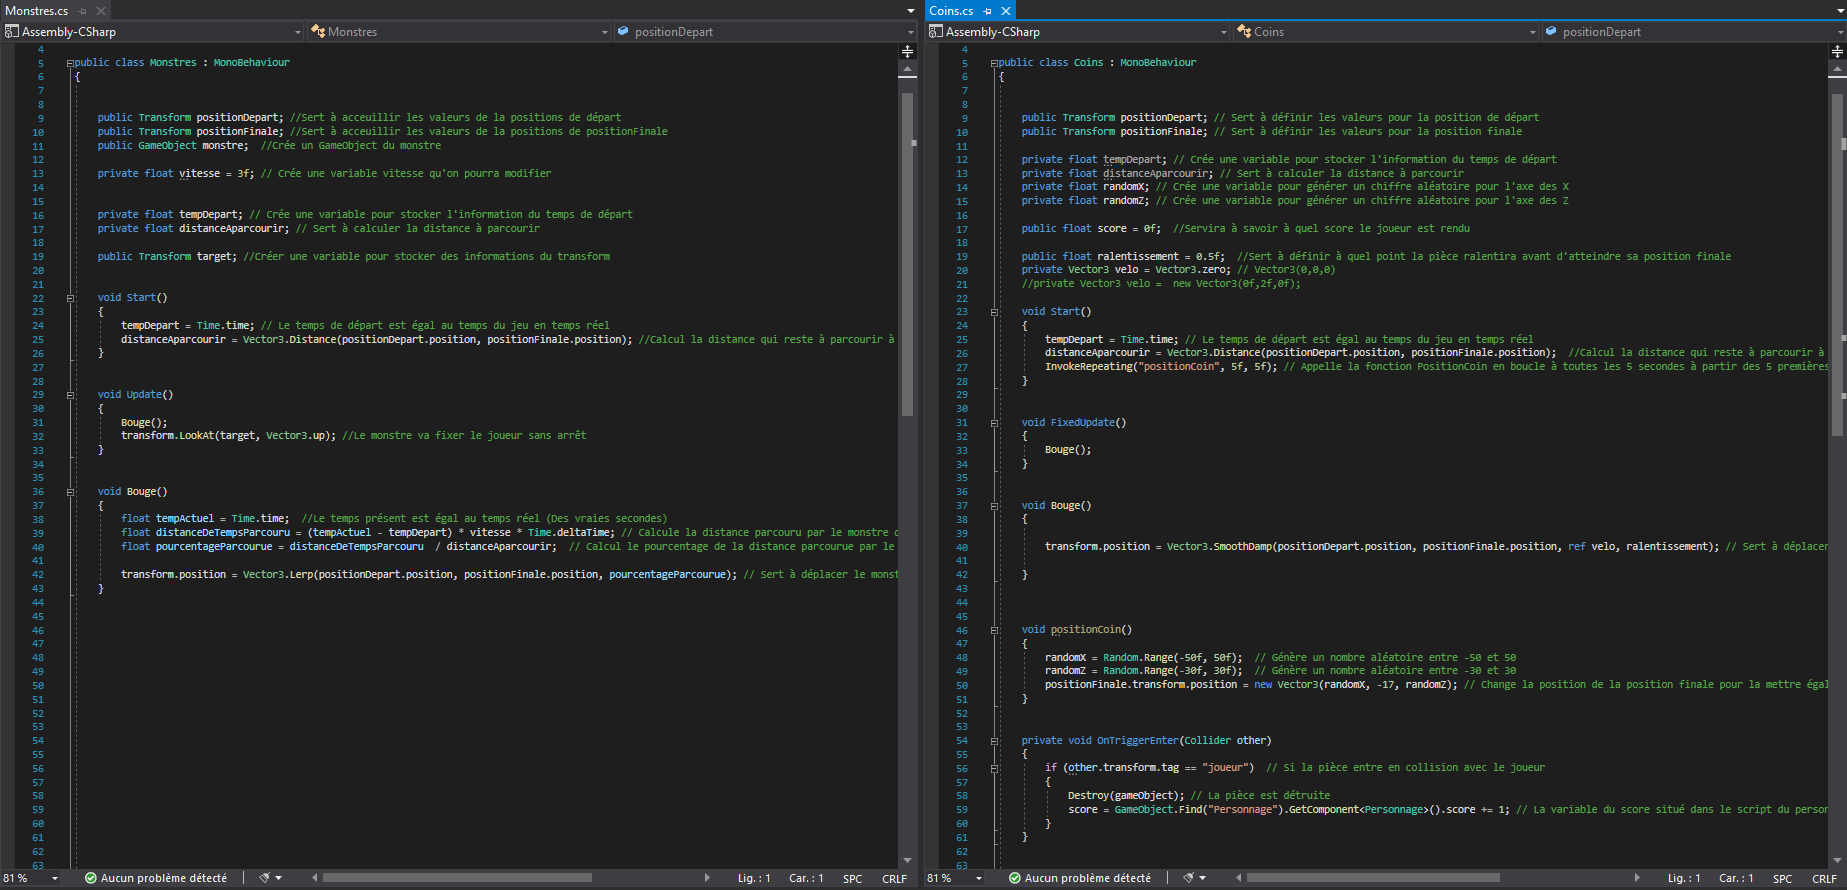 Monstres.cs
Assembly-CSharp
Monstres
positionDepart
4
5 public class Monstres : MonoBehaviour
6 {
7
8
9 public Transform positionDepart; //Sert à acceuillir les valeurs de la positions de départ
10 public Transform positionFinale; //Sert à acceuillir les valeurs de la positions de positionFinale
11 public GameObject monstre;  //Crée un GameObject du monstre
12
13 private float vitesse = 3f; // Crée une variable vitesse qu'on pourra modifier
14
15
16 private float tempDepart; // Crée une variable pour stocker l'information du temps de départ
17 private float distanceAparcourir; // Sert à calculer la distance à parcourir
18
19 public Transform target; //Créer une variable pour stocker des informations du transform
20
21
22 void Start()
23 {
24 tempDepart = Time.time; // Le temps de départ est égal au temps du jeu en temps réel
25 distanceAparcourir = Vector3.Distance(positionDepart.position, positionFinale.position); //Calcul la distance qui reste à parcourir à
26 }
27
28
29 void Update()
30 {
31 Bouge();
32 transform.LookAt(target, Vector3.up); //Le monstre va fixer le joueur sans arrêt
33 }
34
35
36 void Bouge()
37 {
38 float tempActuel = Time.time;  //Le temps présent est égal au temps réel (Des vraies secondes)
39 float distanceDeTempsParcouru = (tempActuel - tempDepart) * vitesse * Time.deltaTime; // Calcule la distance parcouru par le monstre
40 float pourcentageParcourue = distanceDeTempsParcouru  / distanceAparcourir;  // Calcul le pourcentage de la distance parcourue par le
41
42 transform.position = Vector3.Lerp(positionDepart.position, positionFinale.position, pourcentageParcourue); // Sert à déplacer le monst
43 }
44
45
46
47
48
49
50
51
52
53
54
55
56
57
58
59
60
61
62
63
81 %
Aucun problème détecté
Lig. : 1
Car. : 1
SPC
CRLF
Coins.cs
Assembly-CSharp
Coins
positionDepart
4
5 public class Coins : MonoBehaviour
6 {
7
8
9 public Transform positionDepart; // Sert à définir les valeurs pour la position de départ
10 public Transform positionFinale; // Sert à définir les valeurs pour la position finale
11
12 private float tempDepart; // Crée une variable pour stocker l'information du temps de départ
13 private float distanceAparcourir; // Sert à calculer la distance à parcourir
14 private float randomX; // Crée une variable pour générer un chiffre aléatoire pour l'axe des X
15 private float randomZ; // Crée une variable pour générer un chiffre aléatoire pour l'axe des Z
16
17 public float score = 0f;  //Servira à savoir à quel score le joueur est rendu
18
19 public float ralentissement = 0.5f;  //Sert à définir à quel point la pièce ralentira avant d'atteindre sa position finale
20 private Vector3 velo = Vector3.zero; // Vector3(0,0,0)
21 //private Vector3 velo =  new Vector3(0f,2f,0f);
22
23 void Start()
24 {
25 tempDepart = Time.time; // Le temps de départ est égal au temps du jeu en temps réel
26 distanceAparcourir = Vector3.Distance(positionDepart.position, positionFinale.position);  //Calcul la distance qui reste à parcourir à
27 InvokeRepeating("positionCoin", 5f, 5f); // Appelle la fonction PositionCoin en boucle à toutes les 5 secondes à partir des 5 premières
28 }
29
30
31 void FixedUpdate()
32 {
33 Bouge();
34 }
35
36
37 void Bouge()
38 {
39
40 transform.position = Vector3.SmoothDamp(positionDepart.position, positionFinale.position, ref velo, ralentissement); // Sert à déplacer
41
42 }
43
44
45
46 void positionCoin()
47 {
48 randomX = Random.Range(-50f, 50f);  // Génère un nombre aléatoire entre -50 et 50
49 randomZ = Random.Range(-30f, 30f);  // Génère un nombre aléatoire entre -30 et 30
50 positionFinale.transform.position = new Vector3(randomX, -17, randomZ); // Change la position de la position finale pour la mettre égal
51 }
52
53
54 private void OnTriggerEnter(Collider other)
55 {
56 if (other.transform.tag == "joueur")  // Si la pièce entre en collision avec le joueur
57 {
58 Destroy(gameObject); // La pièce est détruite
59 score = GameObject.Find("Personnage").GetComponent<Personnage>().score += 1; // La variable du score situé dans le script du person
60 }
61 }
62
63
81 %
Aucun problème détecté
Lig. : 1
Car. : 1
SPC
CRLF